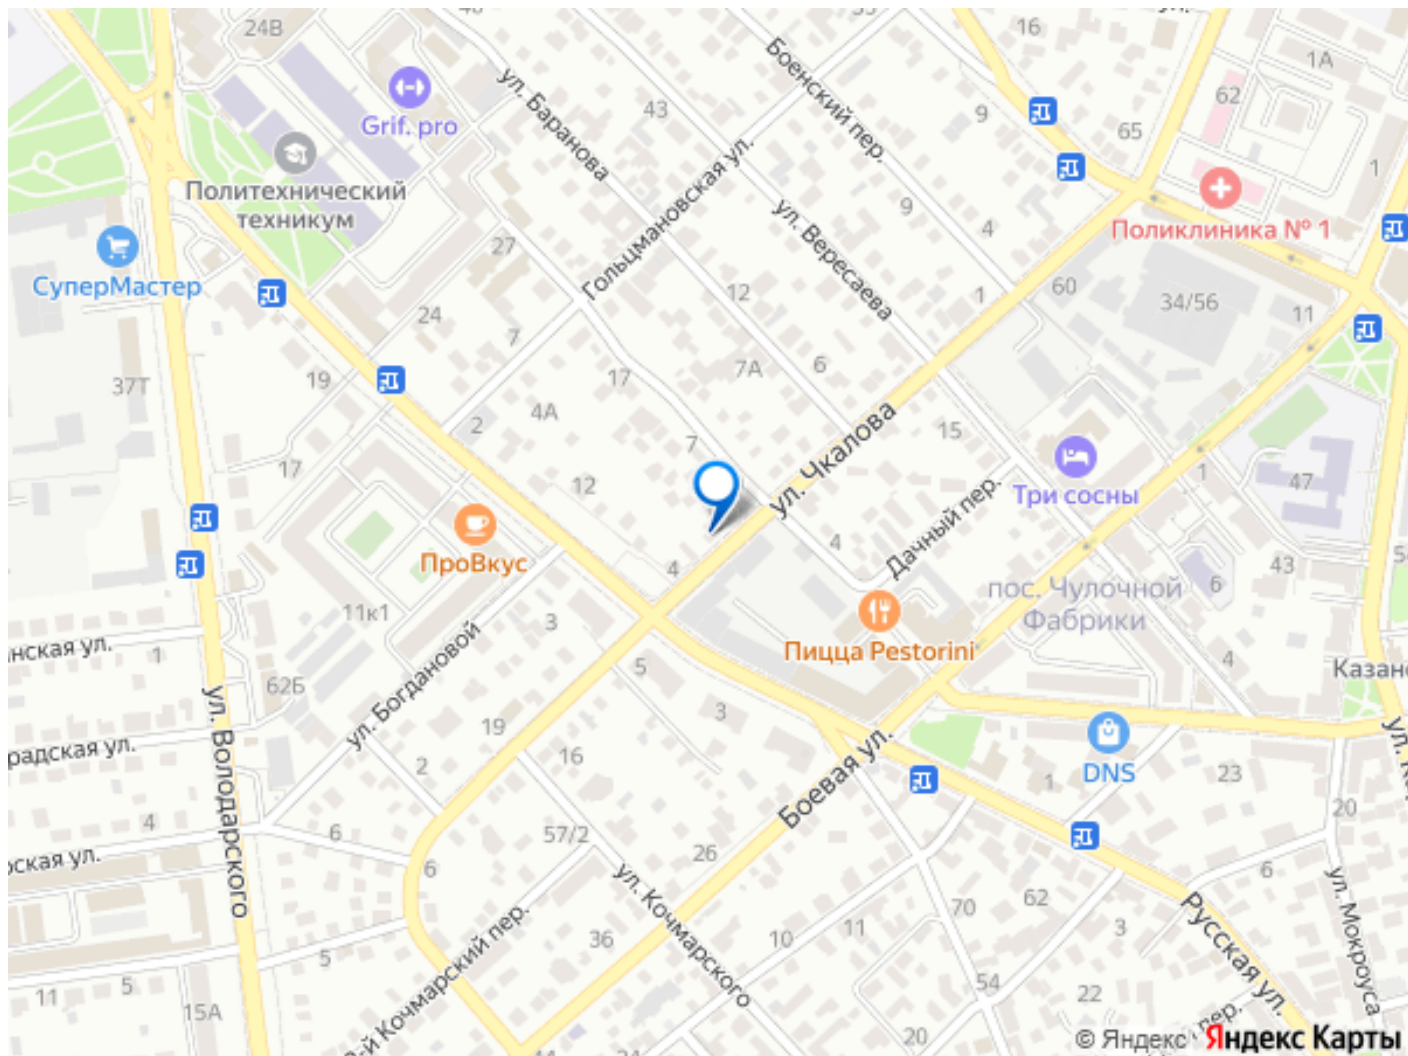 24В
16
1А
Боенский пер.
62
ул. Баранова
43
9
65
Grif. pro
1
Политехнический
техникум
Гольцмановская ул.
9
4
Поликлиника № 1
ул. Вересаева
27
СуперМастер
12
1
60
34/56
11
24
7
7А
6
37Т
19
17
4А
2
7
15
ул. Чкалова
17
12
Три сосны
1
47
Дачный пер.
ПроВкус
4
4
43
6
пос. Чулочной
Фабрики
11к1
3
Пицца Pestorini
нская ул.
1
5
4
62Б
ул. Богдановой
ул. Володарского
19
3
радская ул.
2
16
Боевая ул.
DNS
1
23
20
4
6
57/2
6
26
6
ул. Кочмарского
62
70
3
ул. Мокроуса
Русская ул.
36
10
11
5
5
11
15А
54
22
20
-й Кочмарский пер.
пер.
44
© Яндекс
Яндекс Карты